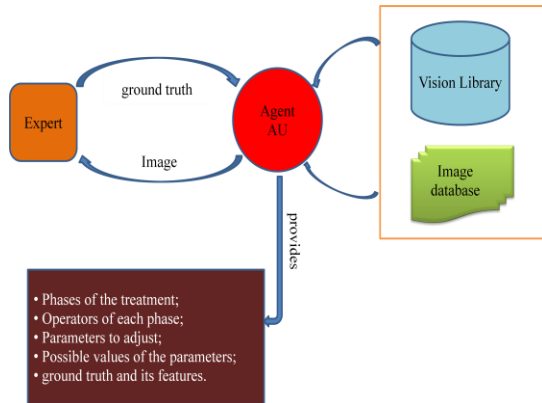 ground truth
Expert
Image
Agent
AU
Vision Library
Image
database
provides
• Phases of the treatment;
• Operators of each phase;
• Parameters to adjust;
• Possible values of the parameters;
• ground truth and its features.